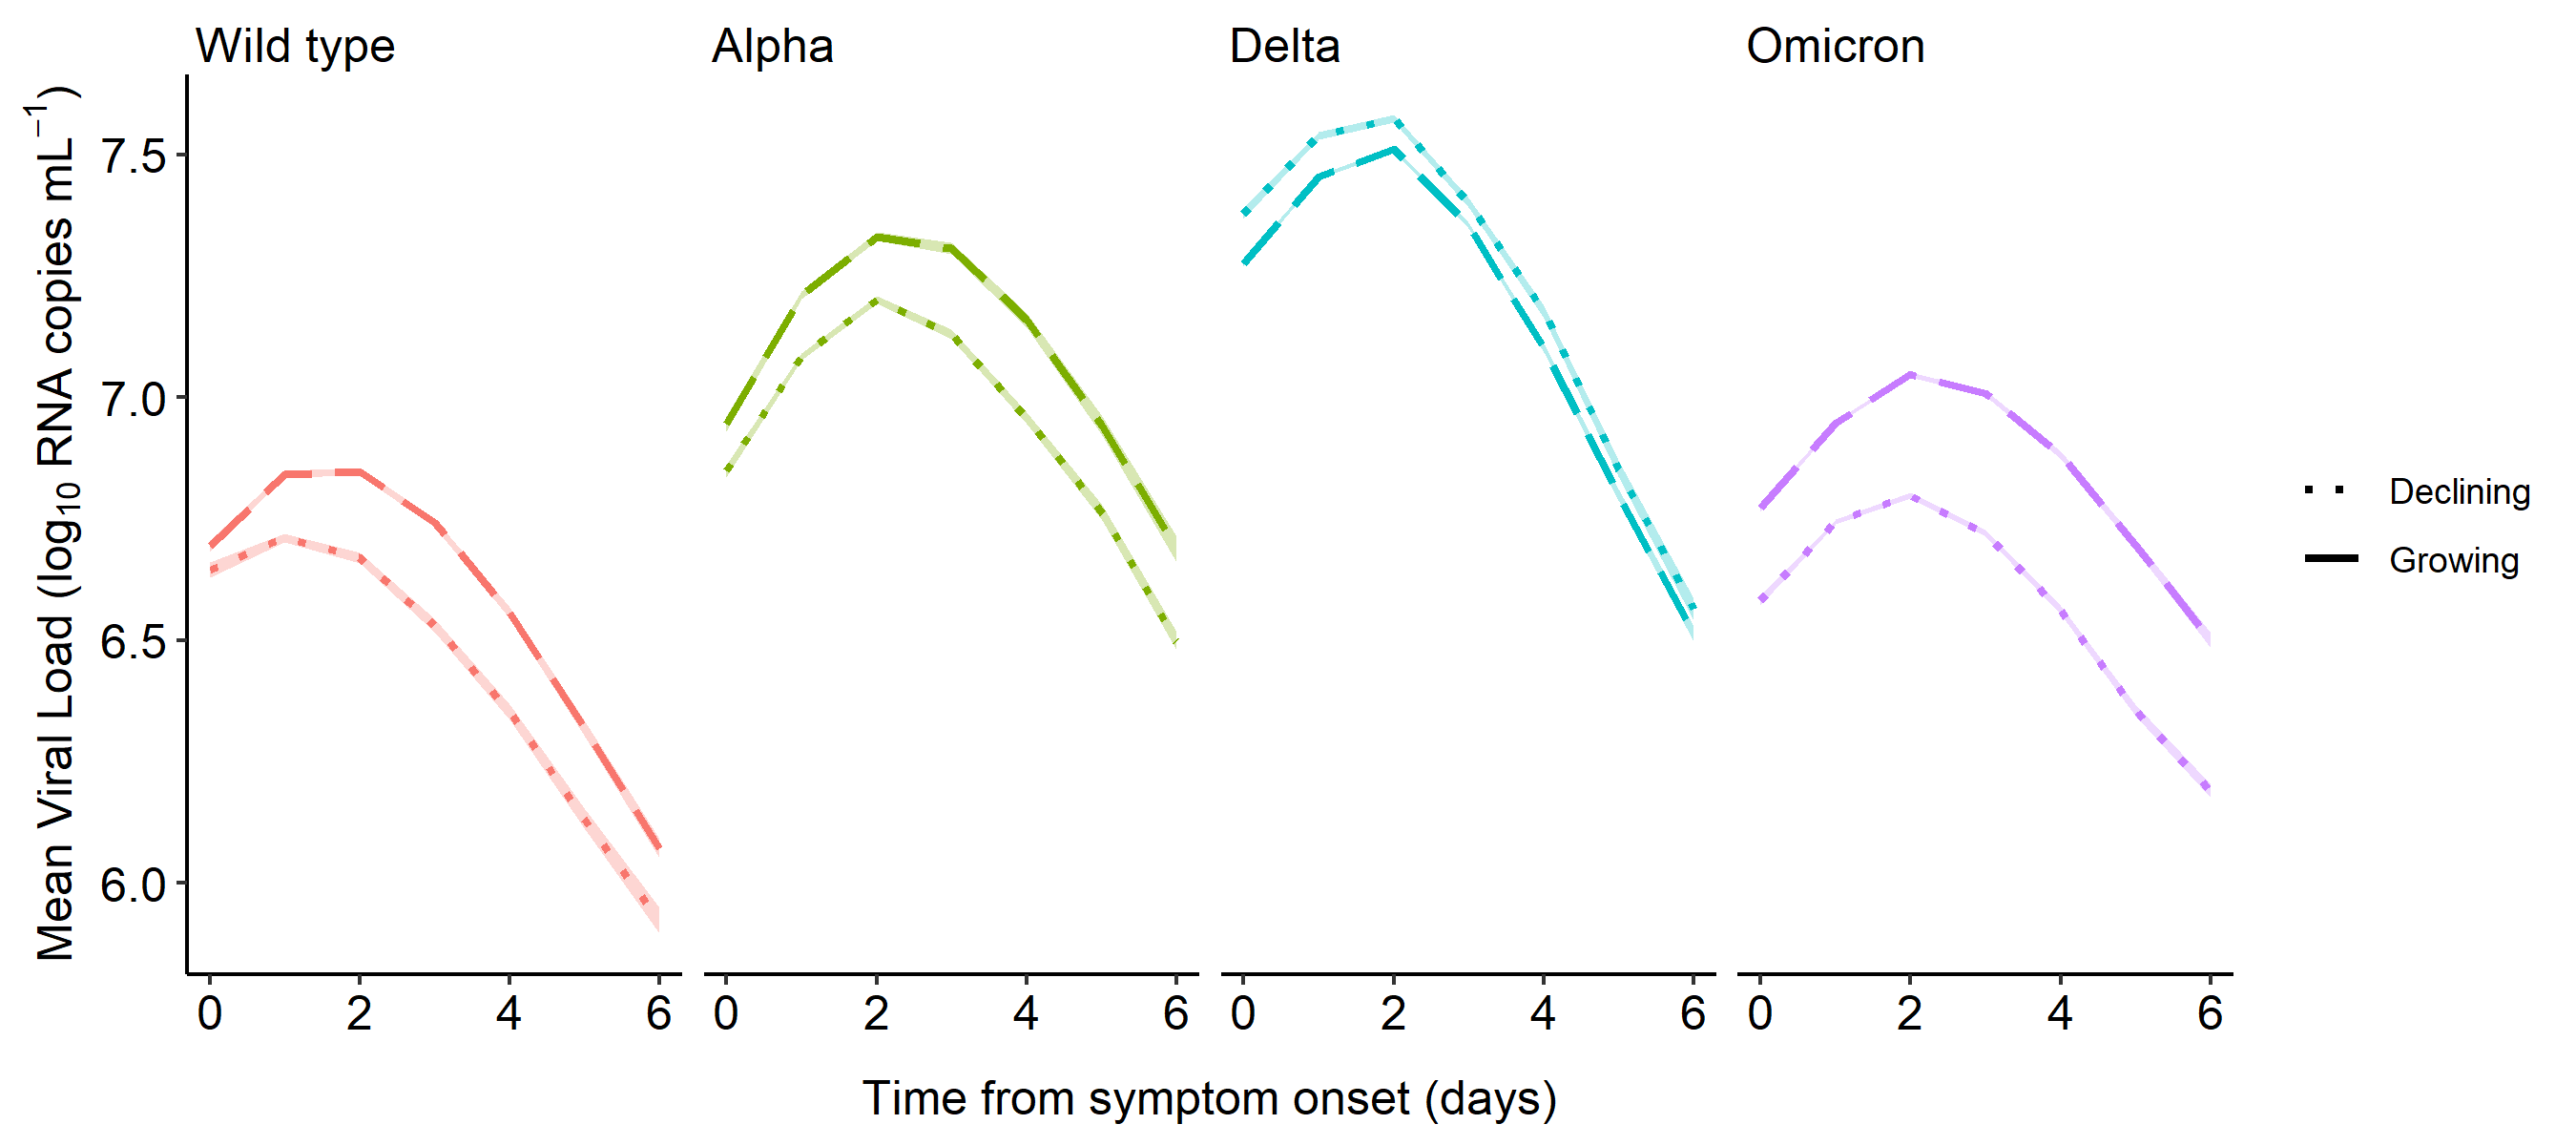 Wild type
Alpha
Delta
Omicron
Mean Viral Load (log10 RNA copies mL−1)
7.5
7.0
6.5
6.0
0 2 4 6
0 2 4 6
0 2 4 6
0 2 4 6
Time from symptom onset (days)
Declining
Growing